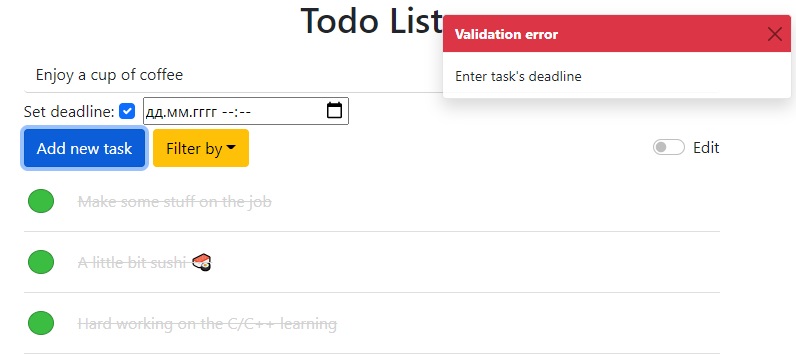 Todo List
Validation error
Enter task's deadline
Enjoy a cup of coffee
Set deadline: дд.мм.гггг --:--
Add new task
Filter by
Edit
Make some stuff on the job
A little bit sushi 🍣
Hard working on the C/C++ learning